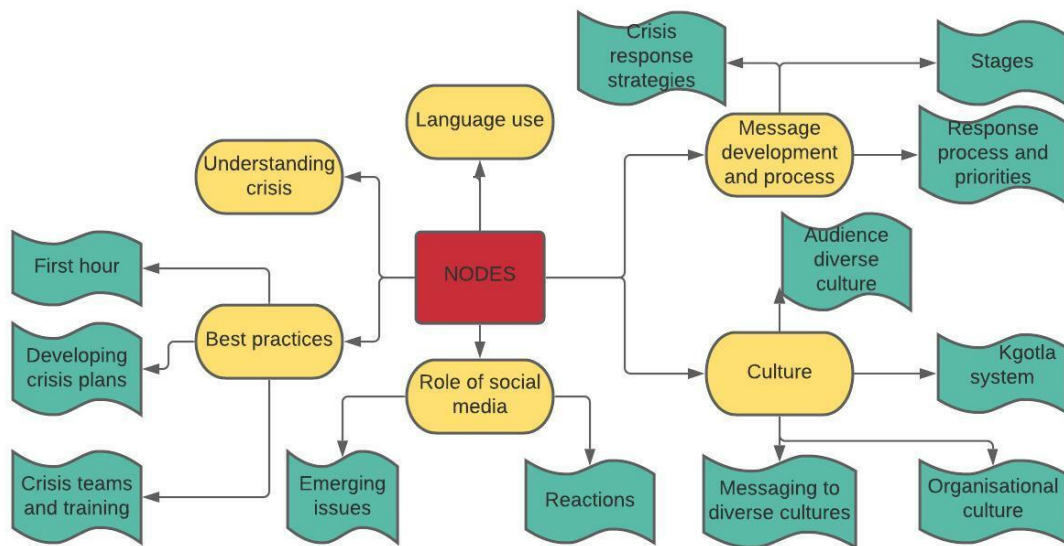 Crisis
response
strategies
Stages
Language use
Message
development
and process
Response
process and
priorities
Understanding
crisis
Audience
diverse
culture
First hour
NODES
Best practices
Developing
crisis plans
Role of social
media
Culture
Kgotla
system
Crisis teams
and training
Emerging
issues
Reactions
Messaging to
diverse cultures
Organisational
culture